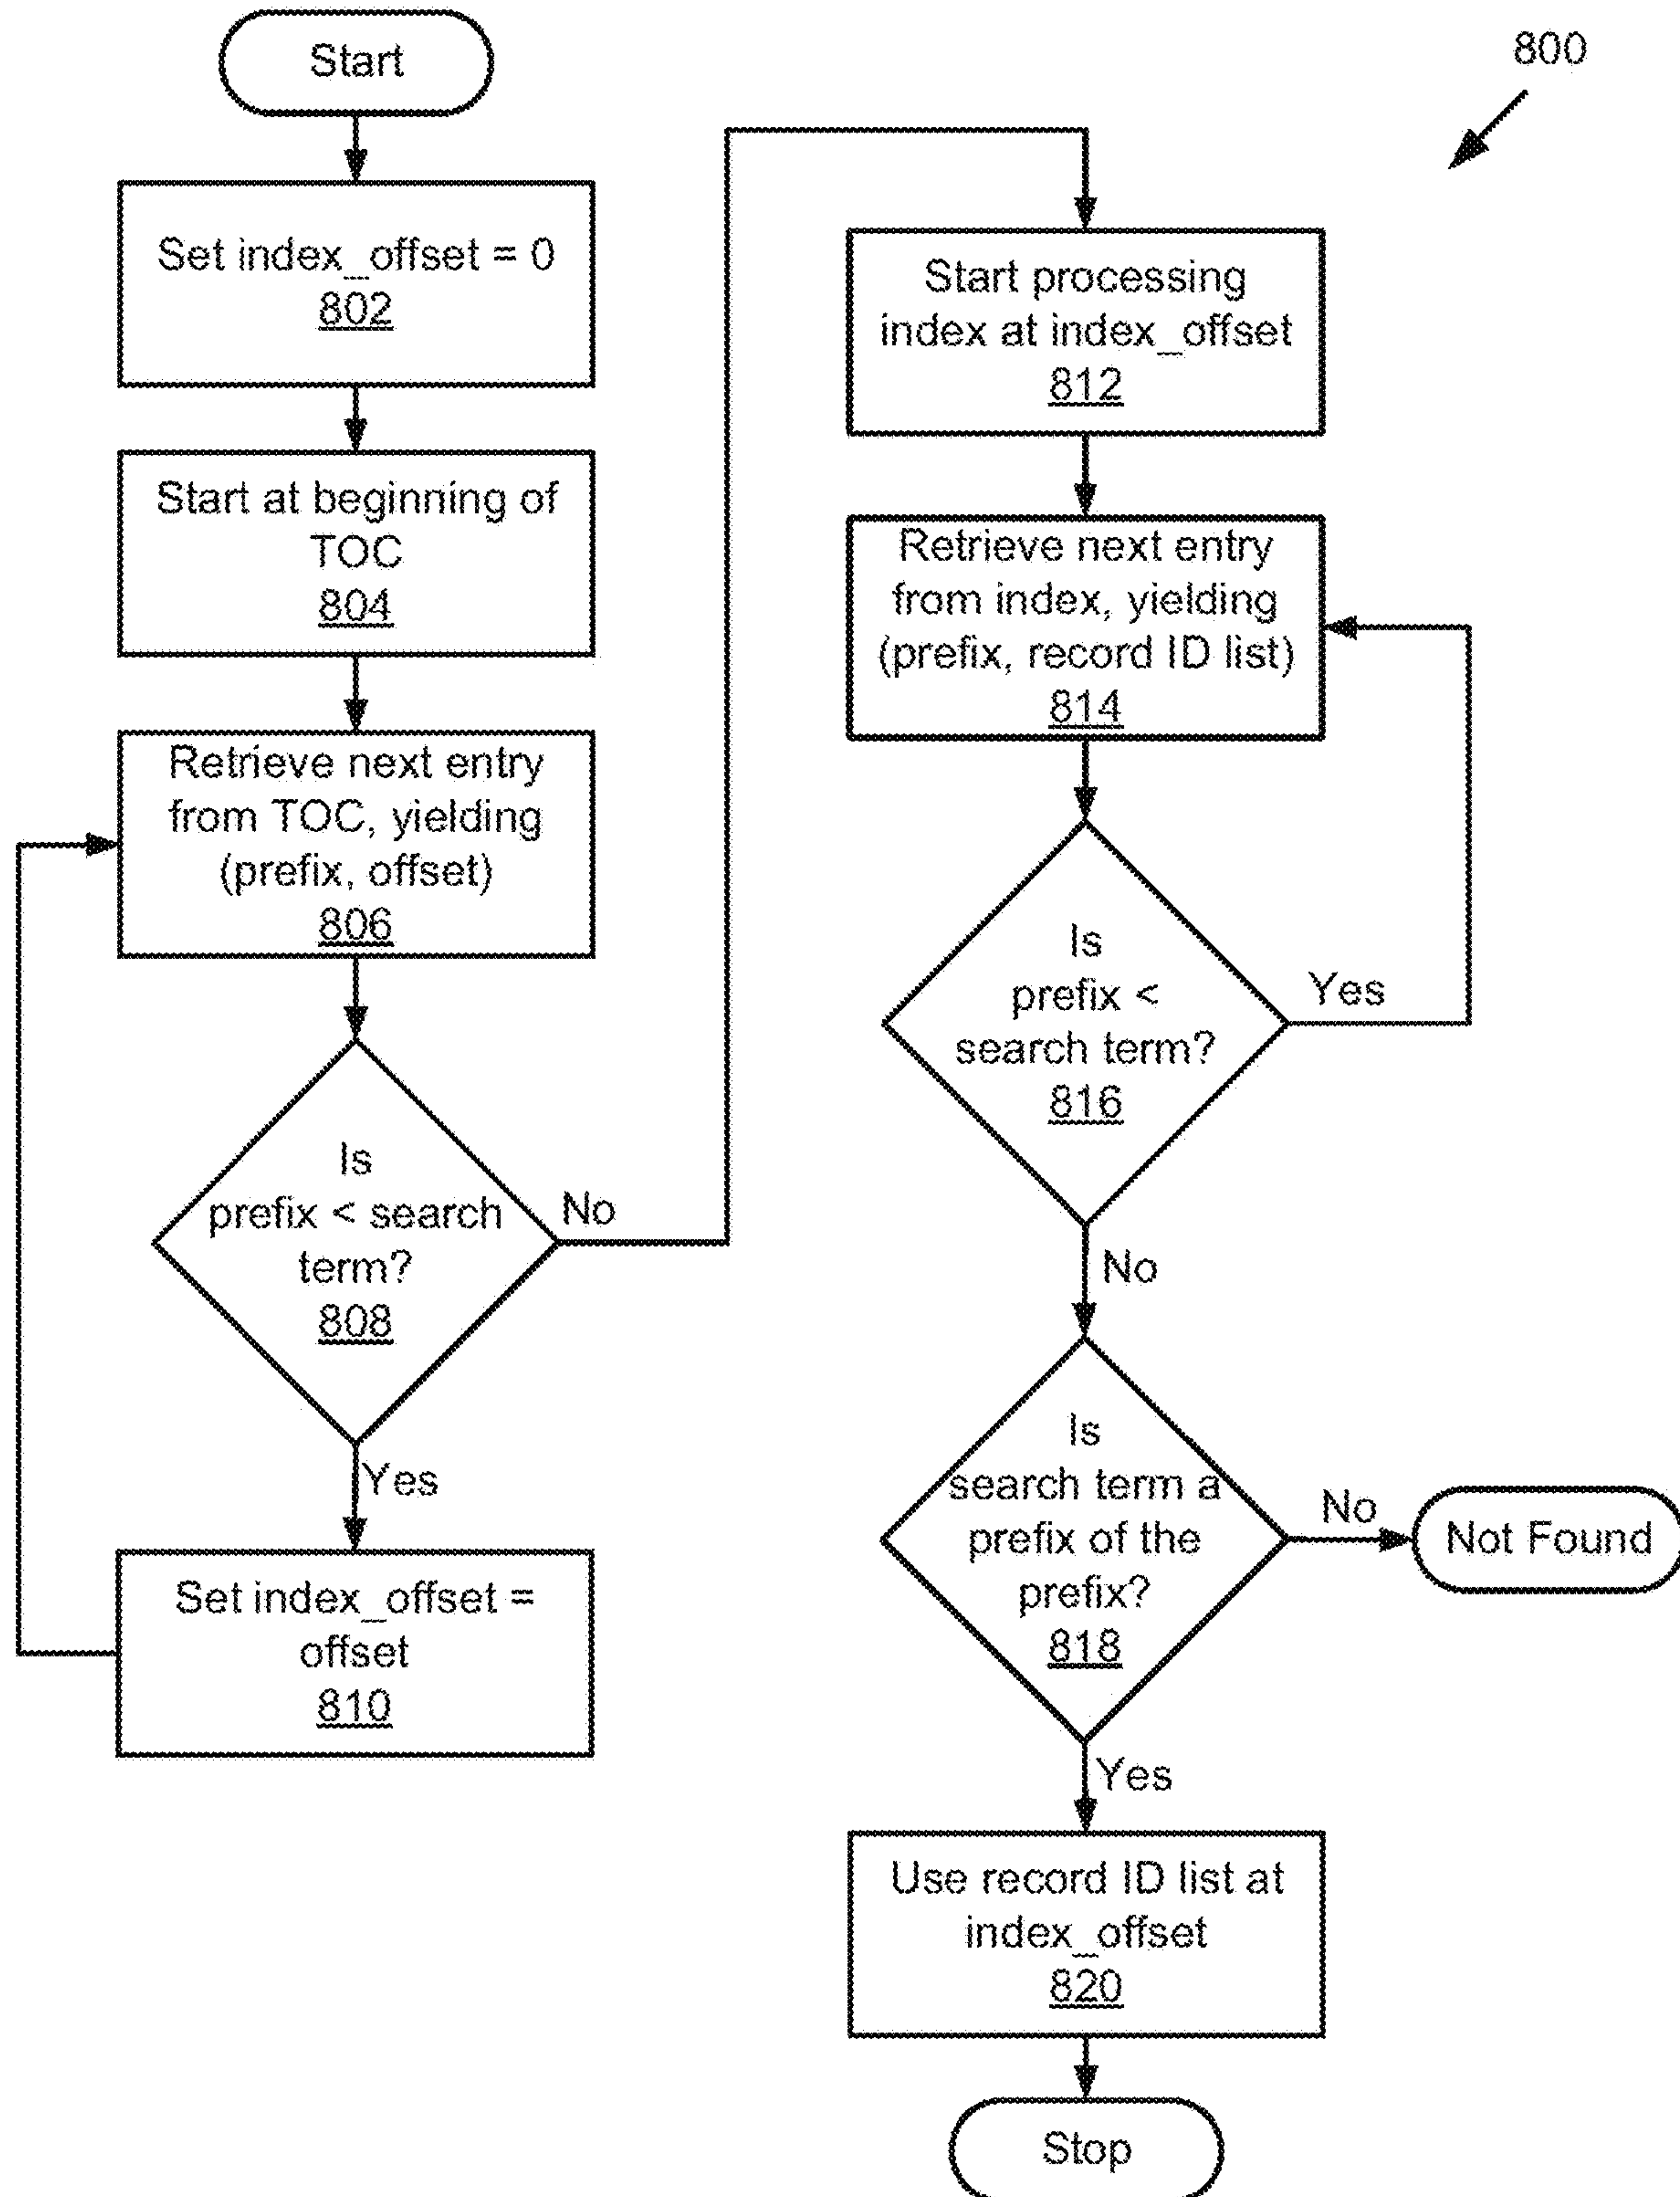 Start
Set index_offset = 0
802
Start at beginning of
TOC
804
Retrieve next entry
from TOC, yielding
(prefix, offset)
806
Is
prefix < search
term?
808
No
Yes
Set index_offset =
offset
810
800
Start processing
index at index_offset
812
Retrieve next entry
from index, yielding
(prefix, record ID list)
814
Is
prefix <
search term?
816
Yes
No
Is
search term a
prefix of the
prefix?
818
No
Not Found
Yes
Use record ID list at
index_offset
820
Stop